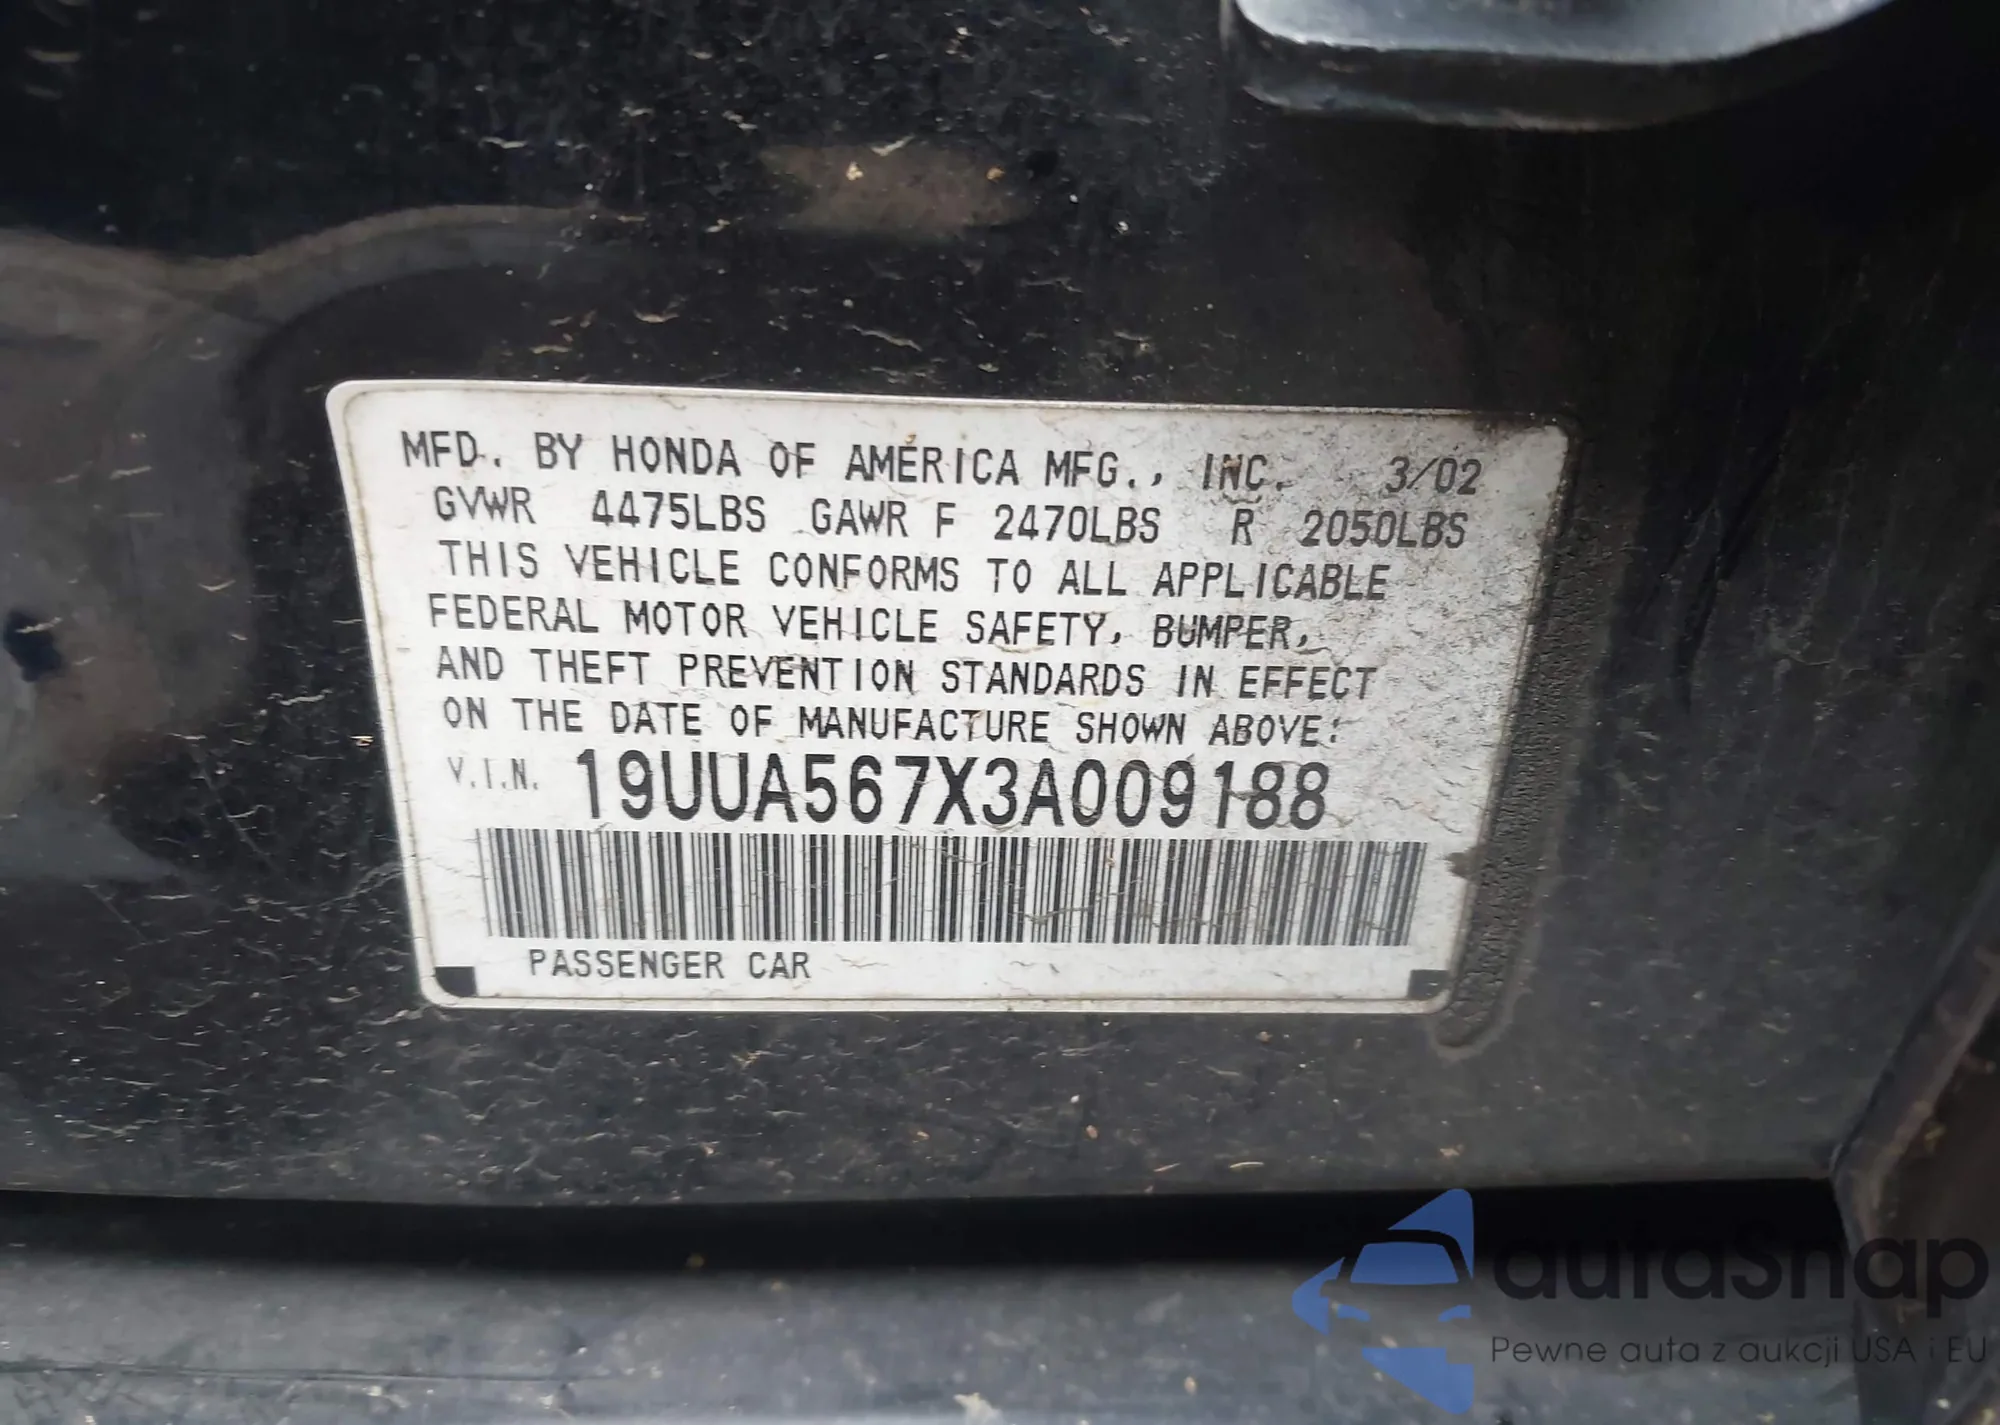 MFD. BY HONDA OF AMERICA MFG., INC. 3/02
GVWR 4475LBS GAWR F 2470LBS R 2050LBS
THIS VEHICLE CONFORMS TO ALL APPLICABLE
FEDERAL MOTOR VEHICLE SAFETY, BUMPER,
AND THEFT PREVENTION STANDARDS IN EFFECT
ON THE DATE OF MANUFACTURE SHOWN ABOVE:
V.I.N. 19UUA567X3A009188
PASSENGER CAR
autaSnap
Pewne auta z aukcji USA i EU